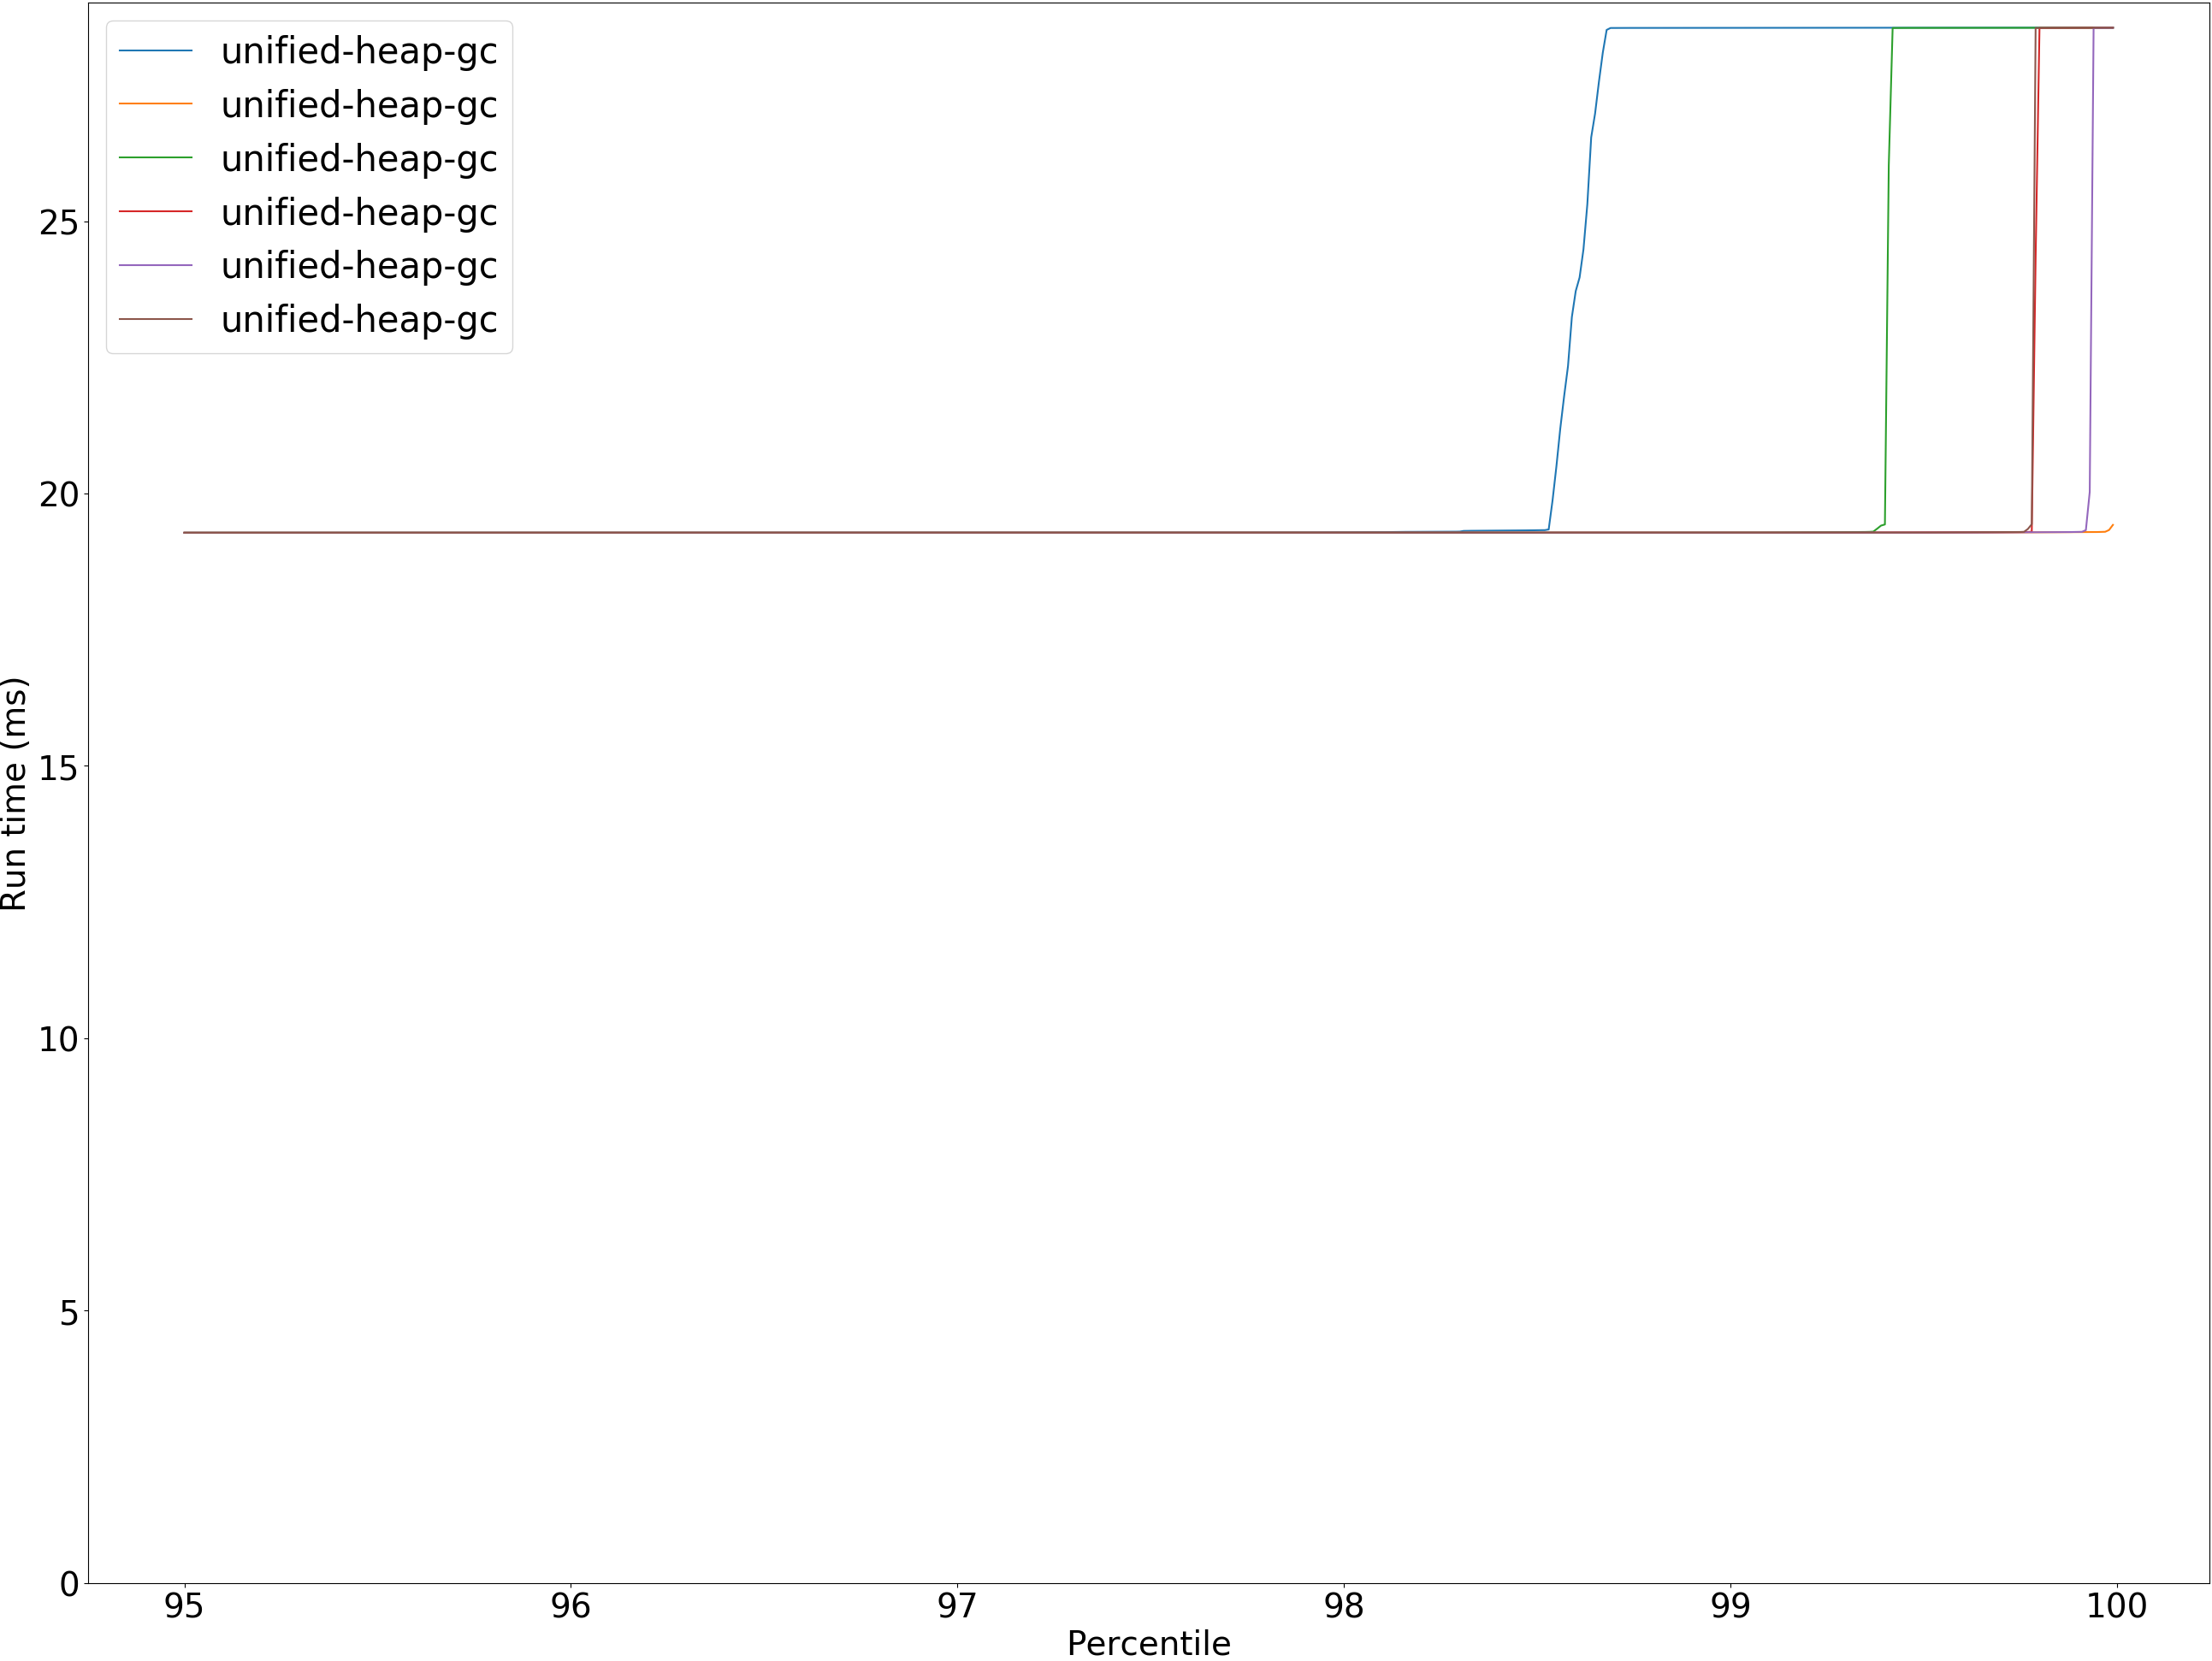 unified-heap-gc
unified-heap-gc
unified-heap-gc
unified-heap-gc
unified-heap-gc
unified-heap-gc
25
20
15
10
5
0
Run time (ms)
95 96 97 98 99 100
Percentile